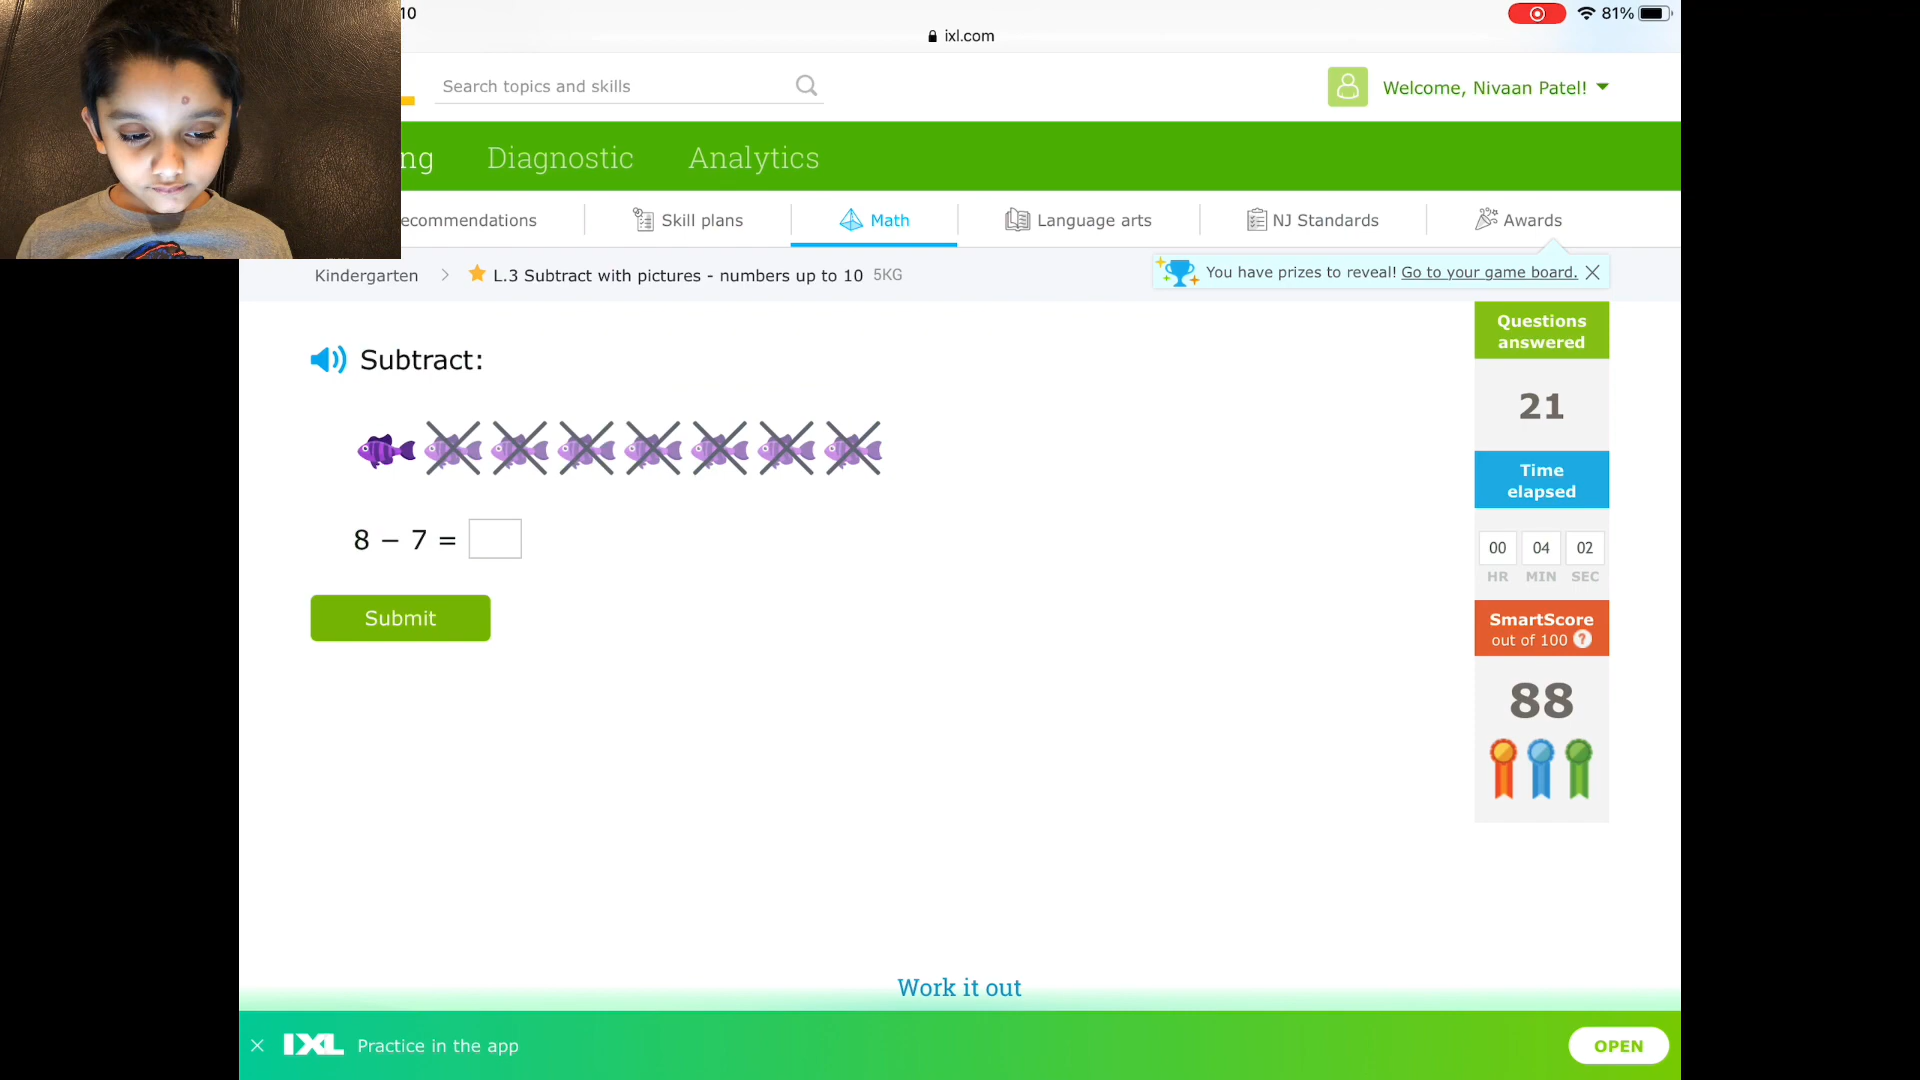 10
81%
ixl.com
Search topics and skills
Welcome, Nivaan Patel!
ng Diagnostic Analytics
ecommendations Skill plans Math Language arts NJ Standards Awards
Kindergarten > L.3 Subtract with pictures - numbers up to 10 5KG
You have prizes to reveal! Go to your game board.
Subtract:
8 − 7 =
Submit
Questions
answered
21
Time
elapsed
00 04 02
HR MIN SEC
SmartScore
out of 100 ?
88
Work it out
IXL Practice in the app
OPEN